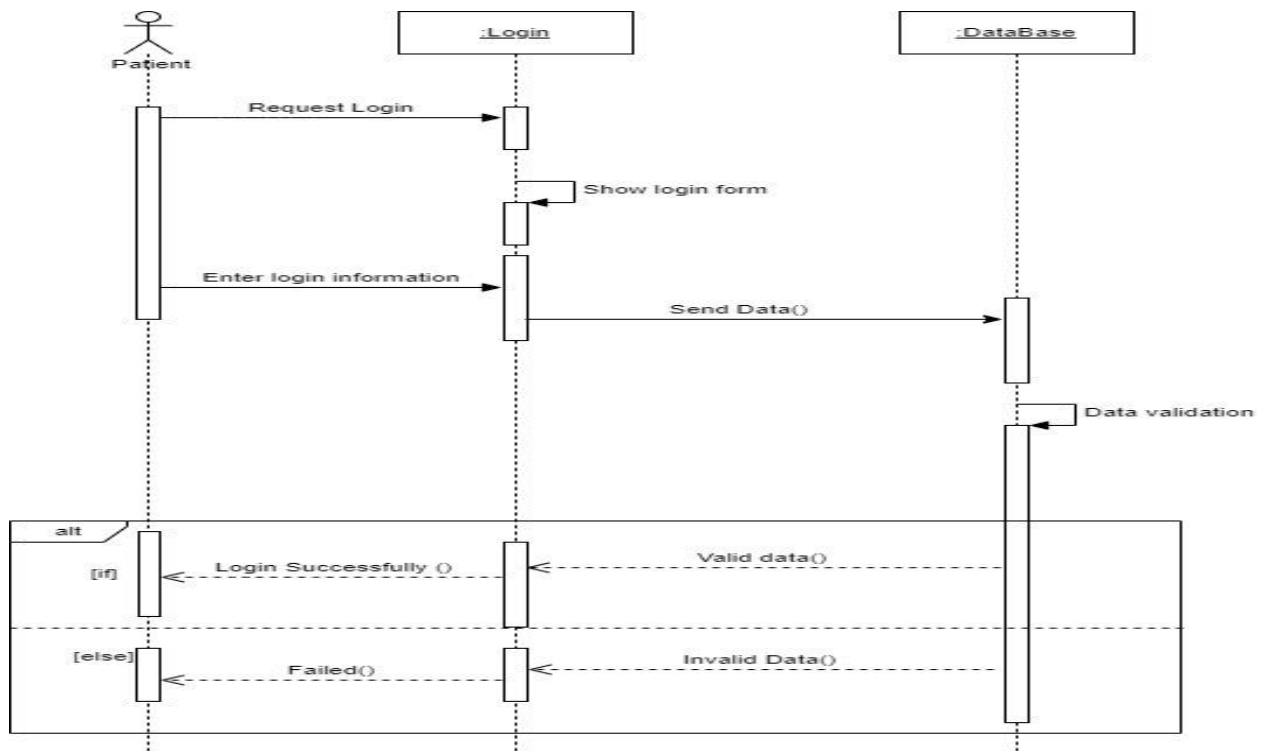 :Login
:DataBase
Patient
Request Login
Show login form
Enter login information
Send Data()
Data validation
alt
[if]
Login Successfully ()
Valid data()
[else]
Failed()
Invalid Data()